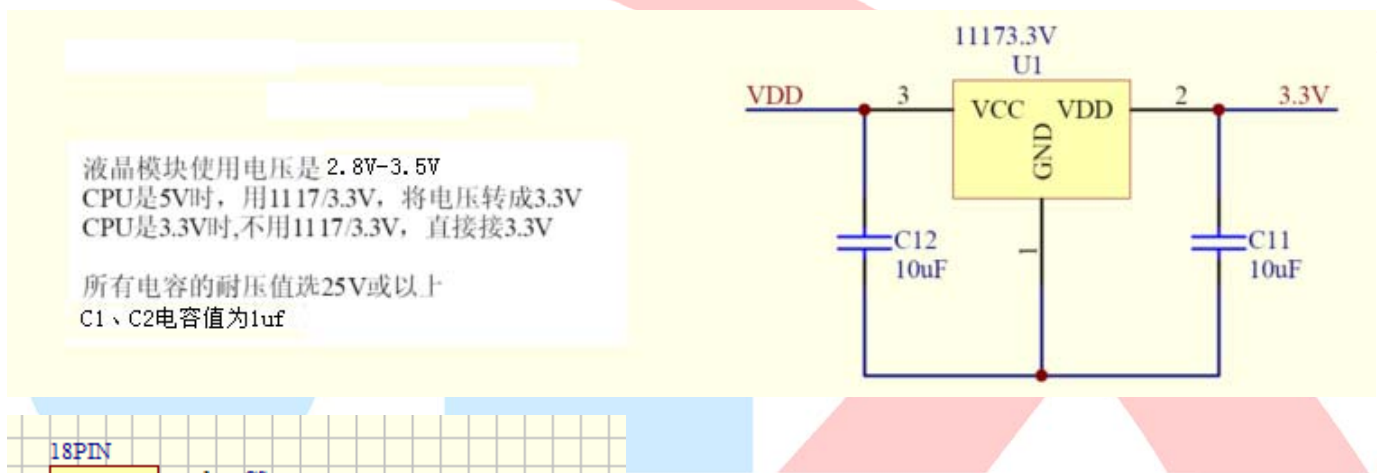 液晶模块使用电压是 2.8V-3.5V
CPU是5V时，用1117/3.3V，将电压转成3.3V
CPU是3.3V时,不用1117/3.3V，直接接3.3V
所有电容的耐压值选25V或以上
C1、C2电容值为1uf
11173.3V
U1
VDD
3
VCC
VDD
2
3.3V
GND
1
C12
10uF
C11
10uF
18PIN